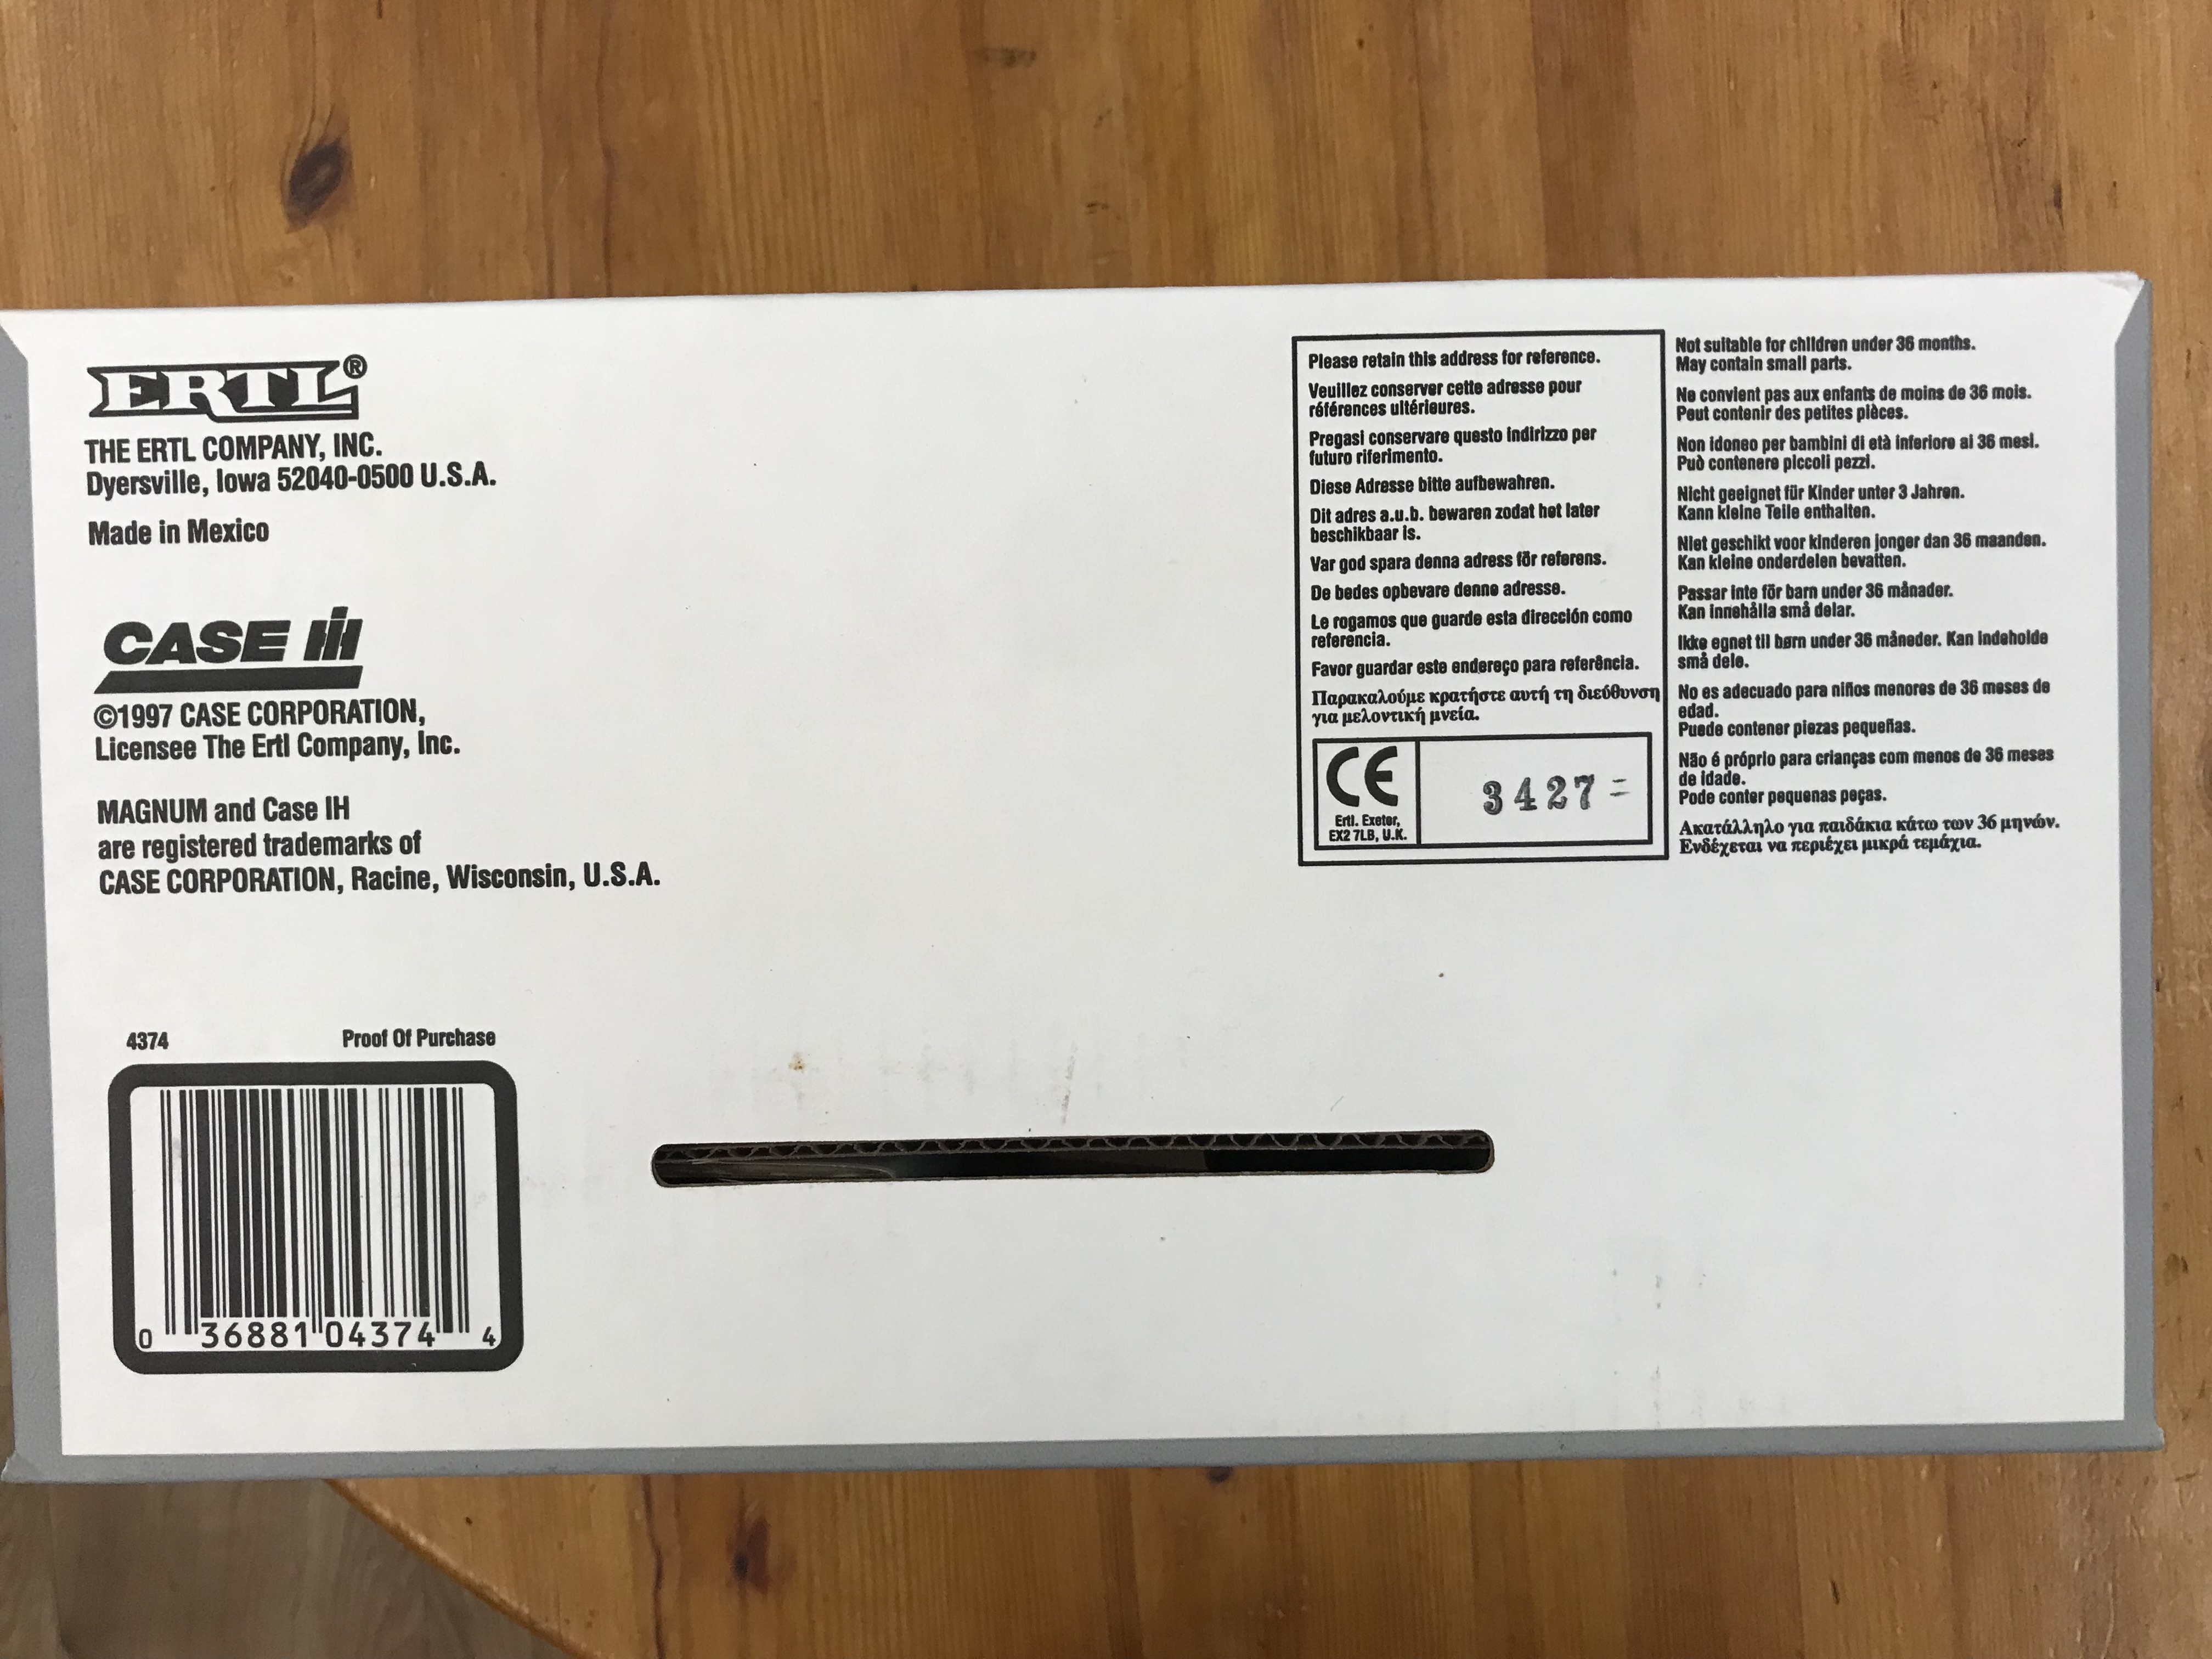 ERTL®
THE ERTL COMPANY, INC.
Dyersville, Iowa 52040-0500 U.S.A.
Made in Mexico
CASE IH
©1997 CASE CORPORATION,
Licensee The Ertl Company, Inc.
MAGNUM and Case IH
are registered trademarks of
CASE CORPORATION, Racine, Wisconsin, U.S.A.
4374 Proof Of Purchase
0 36881 04374 4
Please retain this address for reference.
Veuillez conserver cette adresse pour
références ultérieures.
Pregasi conservare questo indirizzo per
futuro riferimento.
Diese Adresse bitte aufbewahren.
Dit adres a.u.b. bewaren zodat het later
beschikbaar is.
Var god spara denna adress för referens.
De bedes opbevare denne adresse.
Le rogamos que guarde esta dirección como
referencia.
Favor guardar este endereço para referência.
Παρακαλούμε κρατήστε αυτή τη διεύθυνση
για μελοντική μνεία.
CE
Ertl. Exeter,
EX2 7LB, U.K.
3427=
Not suitable for children under 36 months.
May contain small parts.
Ne convient pas aux enfants de moins de 36 mois.
Peut contenir des petites pièces.
Non idoneo per bambini di età inferiore ai 36 mesi.
Può contenere piccoli pezzi.
Nicht geeignet für Kinder unter 3 Jahren.
Kann kleine Teile enthalten.
Niet geschikt voor kinderen jonger dan 36 maanden.
Kan kleine onderdelen bevatten.
Passar inte för barn under 36 månader.
Kan innehålla små delar.
Ikke egnet til børn under 36 måneder. Kan indeholde
små dele.
No es adecuado para niños menores de 36 meses de
edad.
Puede contener piezas pequeñas.
Não é próprio para crianças com menos de 36 meses
de idade.
Pode conter pequenas peças.
Ακατάλληλο για παιδάκια κάτω των 36 μηνών.
Ενδέχεται να περιέχει μικρά τεμάχια.